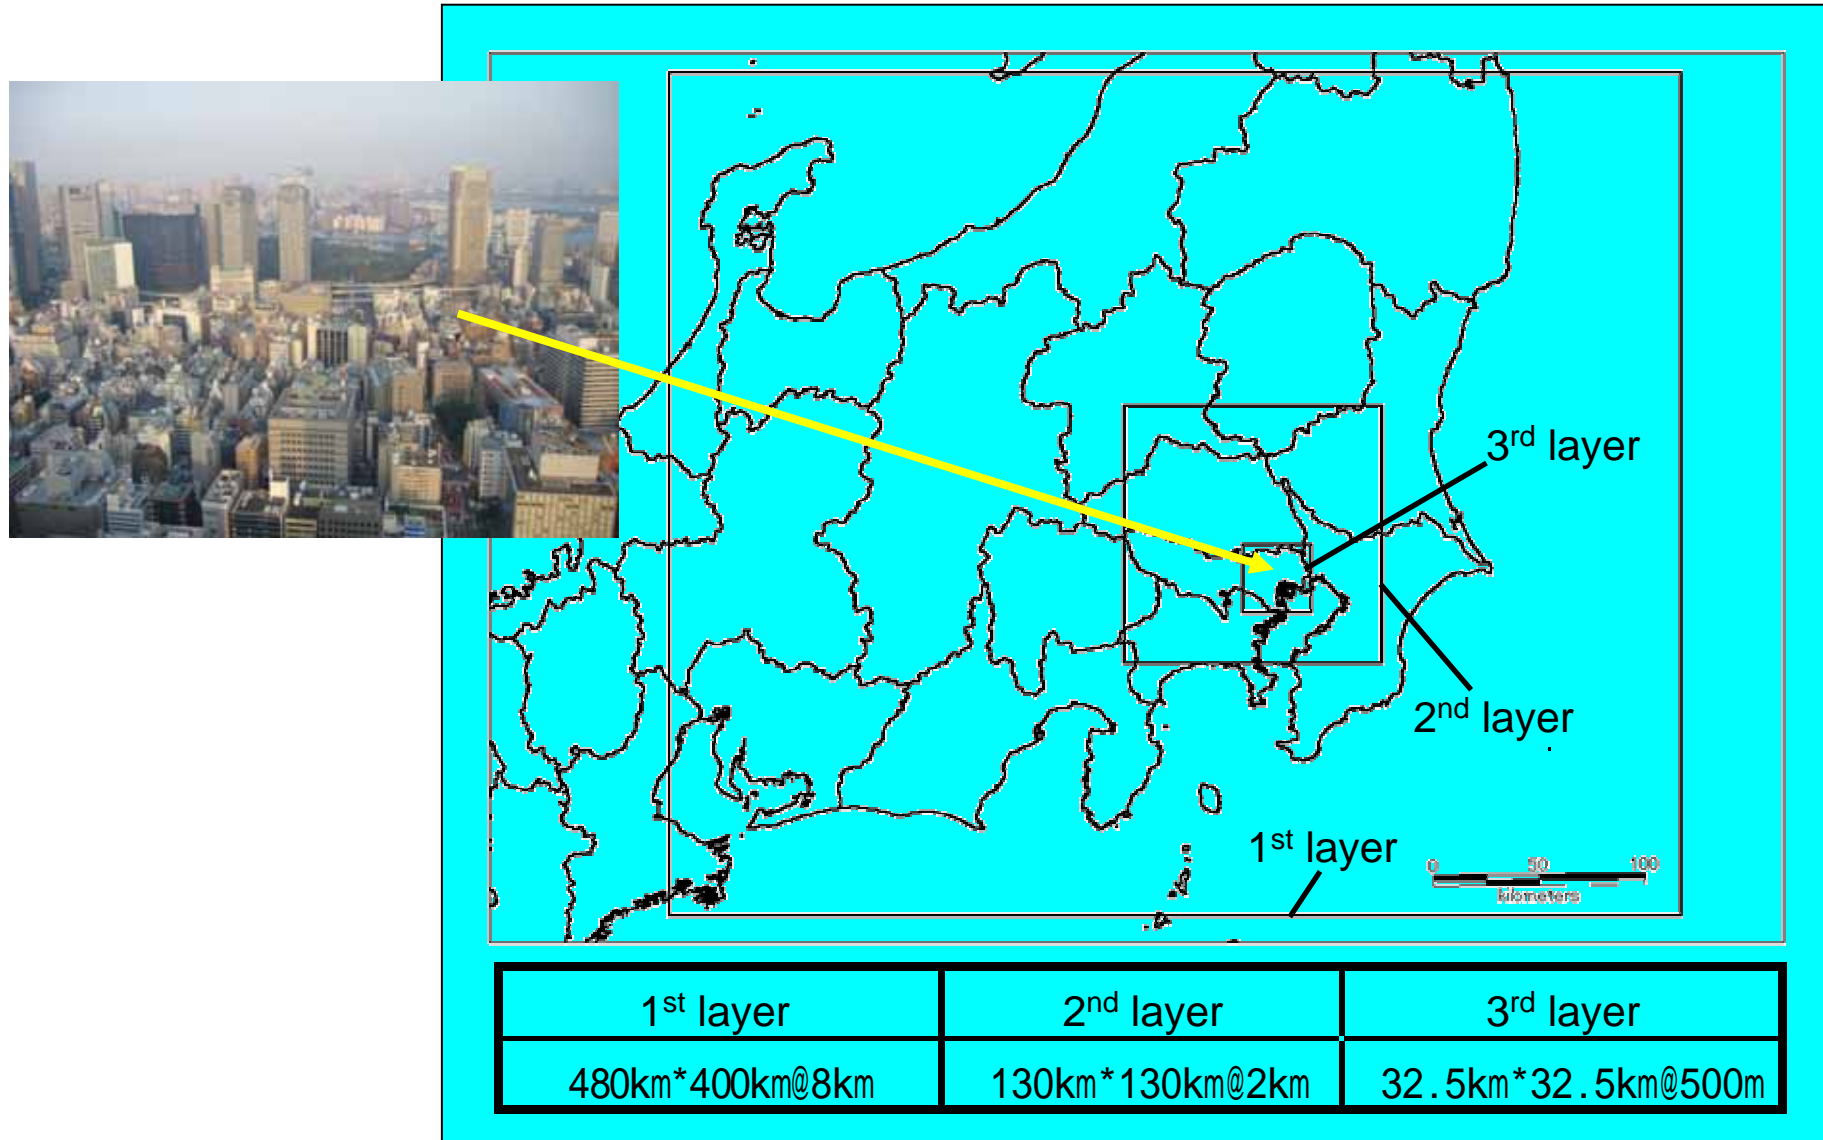 3rd layer
2nd layer
1st layer
0 50 100
kilometers
1st layer 2nd layer 3rd layer
480km*400km@8km 130km*130km@2km 32.5km*32.5km@500m